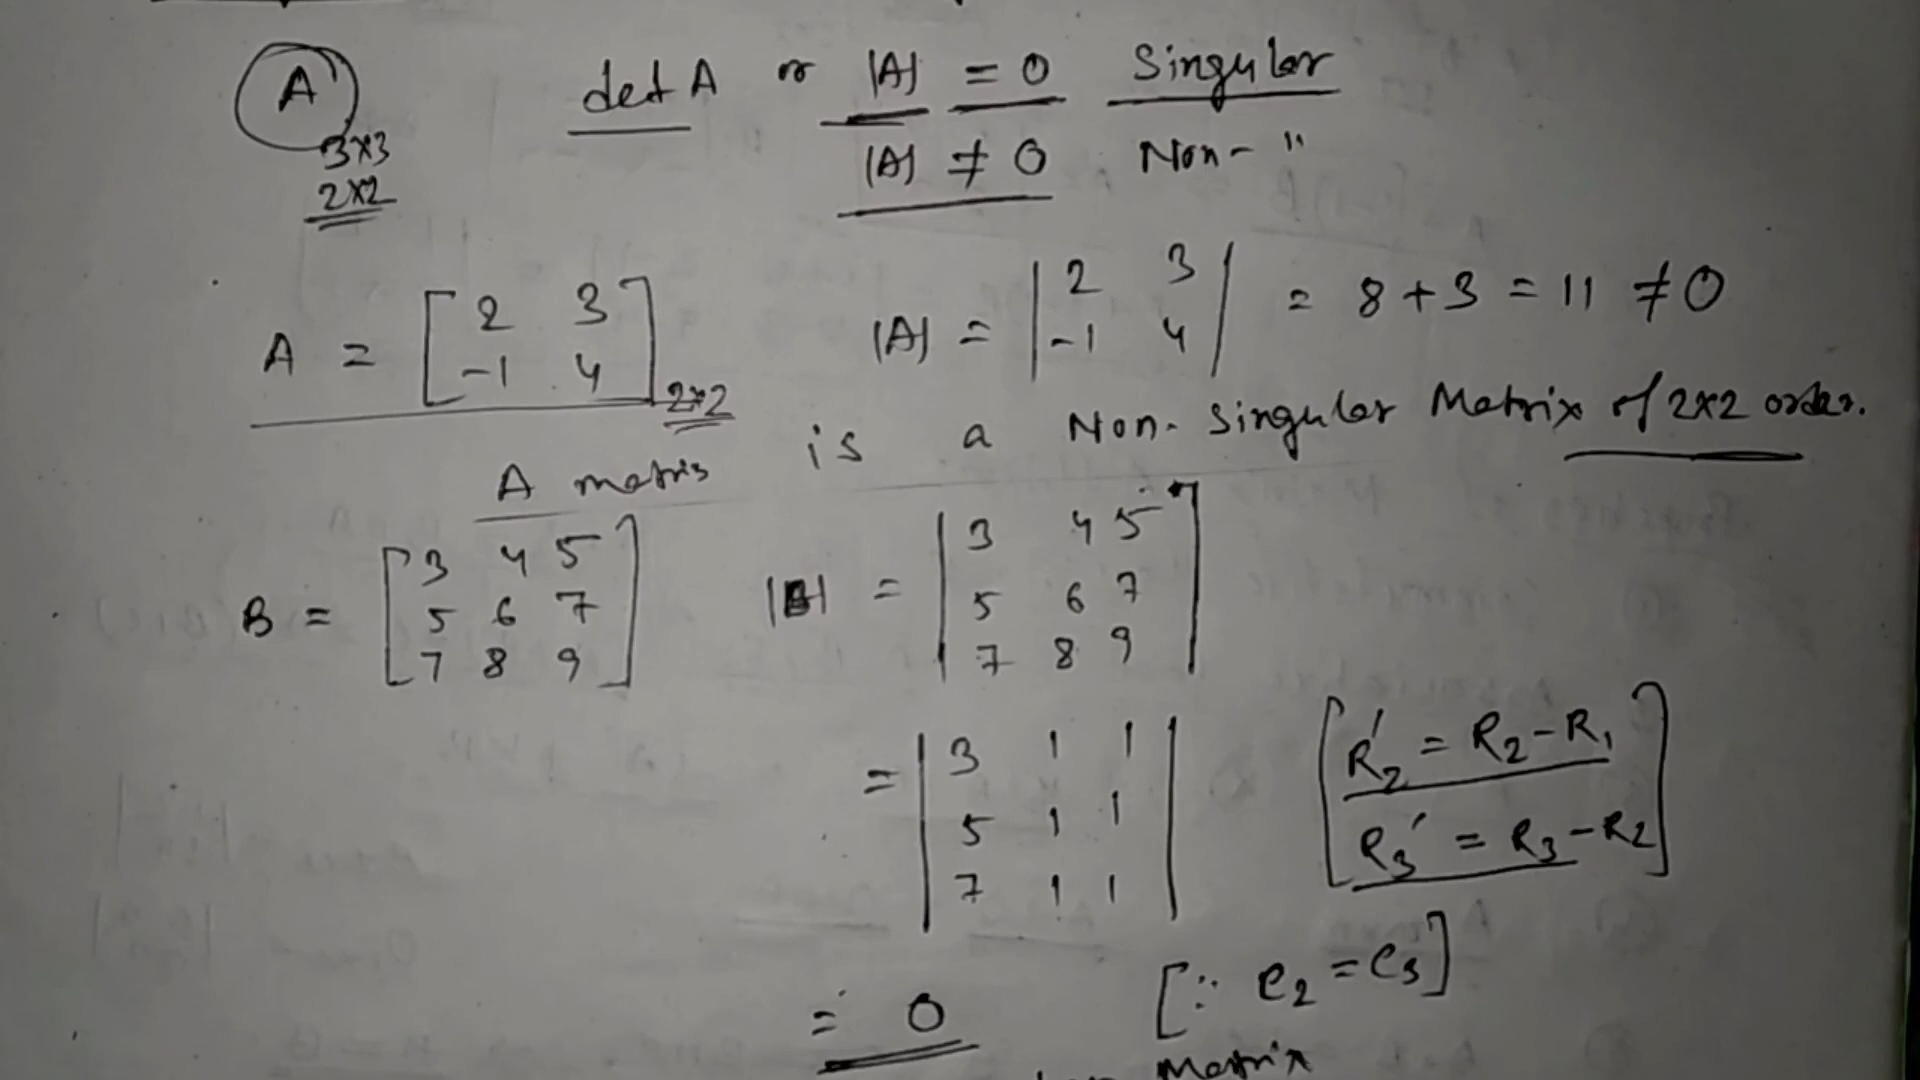 A 3×3 2×2
det A or |A| = 0 Singular
|A| ≠ 0 Non- "
A = [ 2 3
-1 4 ] 2×2
|A| = | 2 3
-1 4 | = 8 + 3 = 11 ≠ 0
A matrix is a Non-Singular Matrix of 2×2 order.
B = [ 3 4 5
5 6 7
7 8 9 ]
|B| = | 3 4 5
5 6 7
7 8 9 |
= | 3 1 1
5 1 1
7 1 1 |
[ R2' = R2 - R1
R3' = R3 - R2 ]
= 0 [∵ C2 = C3]
Matrix